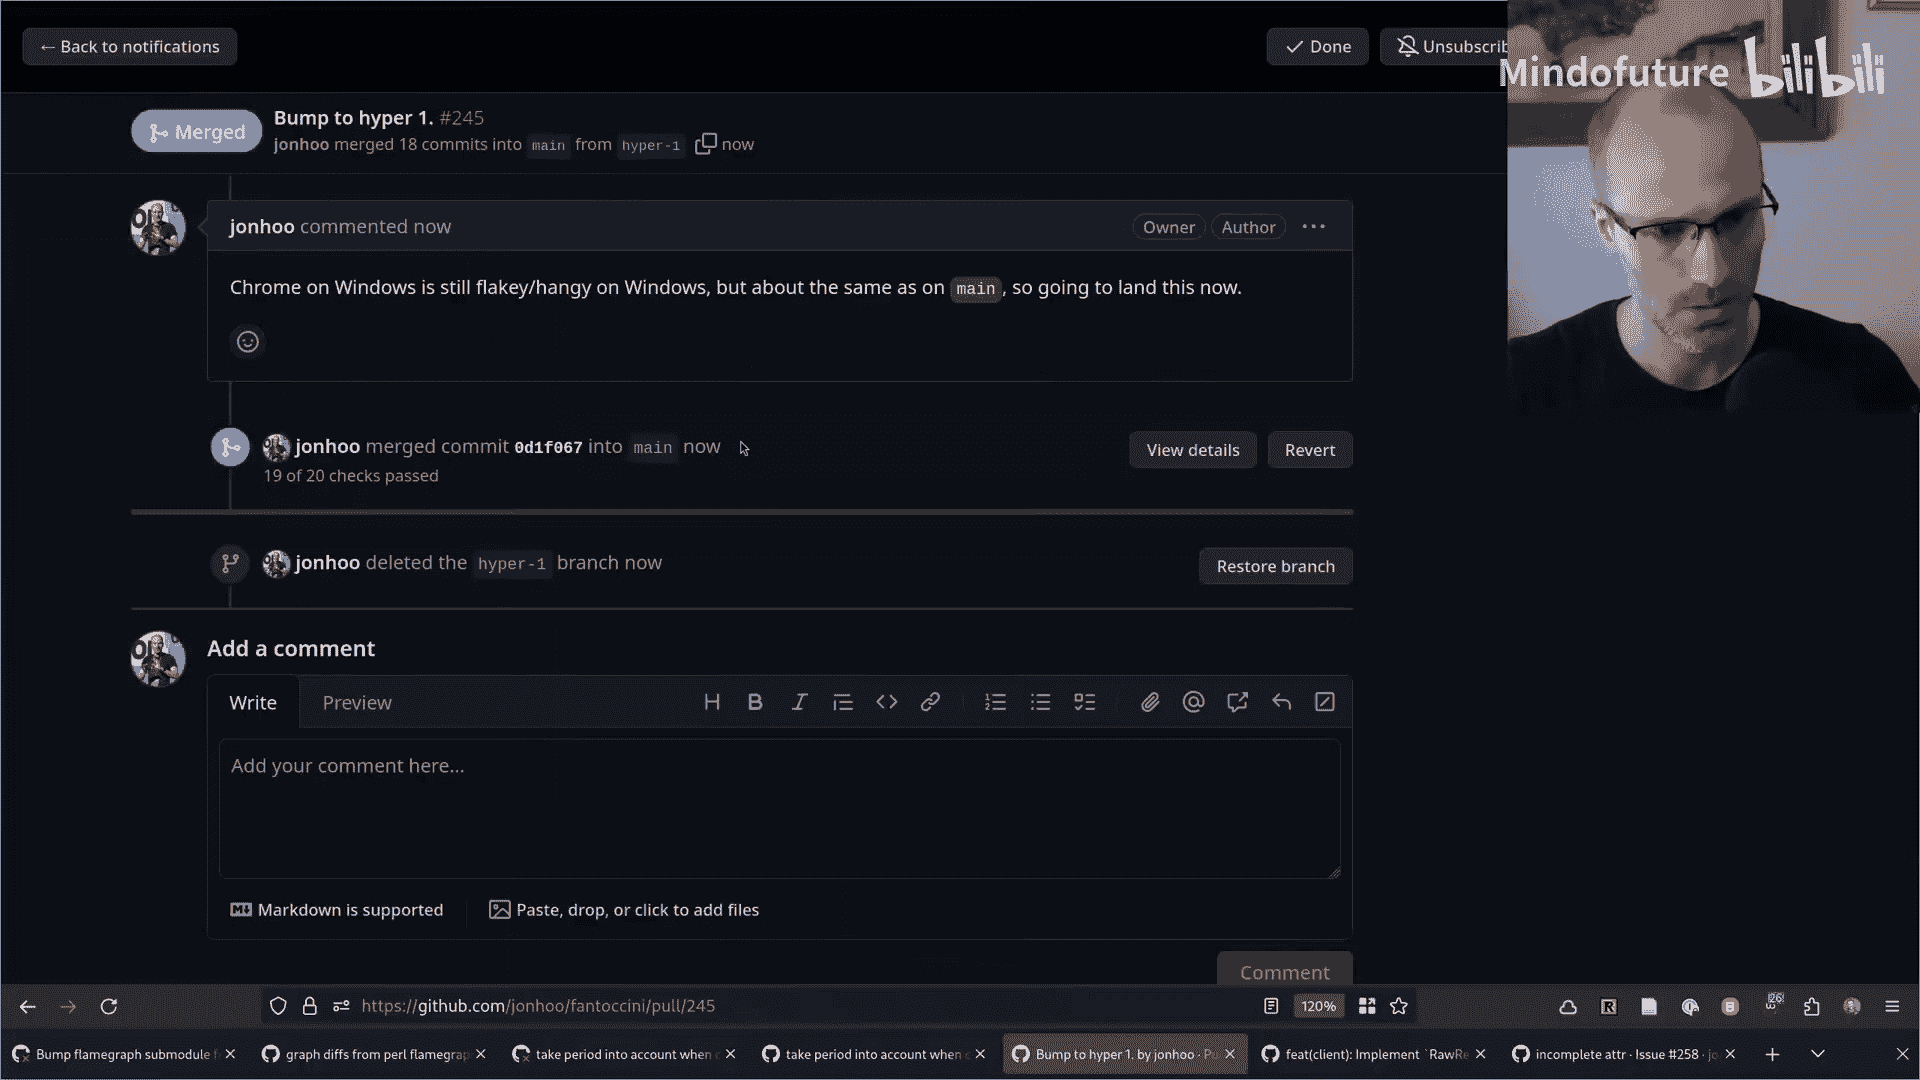 ← Back to notifications
Done
Unsubscrib
Mindofuture bilibili
Merged
Bump to hyper 1. #245
jonhoo merged 18 commits into main from hyper-1 now
jonhoo commented now
Owner
Author
Chrome on Windows is still flakey/hangy on Windows, but about the same as on main, so going to land this now.
jonhoo merged commit 0d1f067 into main now
19 of 20 checks passed
View details
Revert
jonhoo deleted the hyper-1 branch now
Restore branch
Add a comment
Write
Preview
Add your comment here...
Markdown is supported
Paste, drop, or click to add files
Comment
https://github.com/jonhoo/fantoccini/pull/245
120%
Bump flamegraph submodule
graph diffs from perl flamegra
take period into account when
take period into account when
Bump to hyper 1. by jonhoo · P
feat(client): Implement `RawRe
incomplete attr · Issue #258 · jo